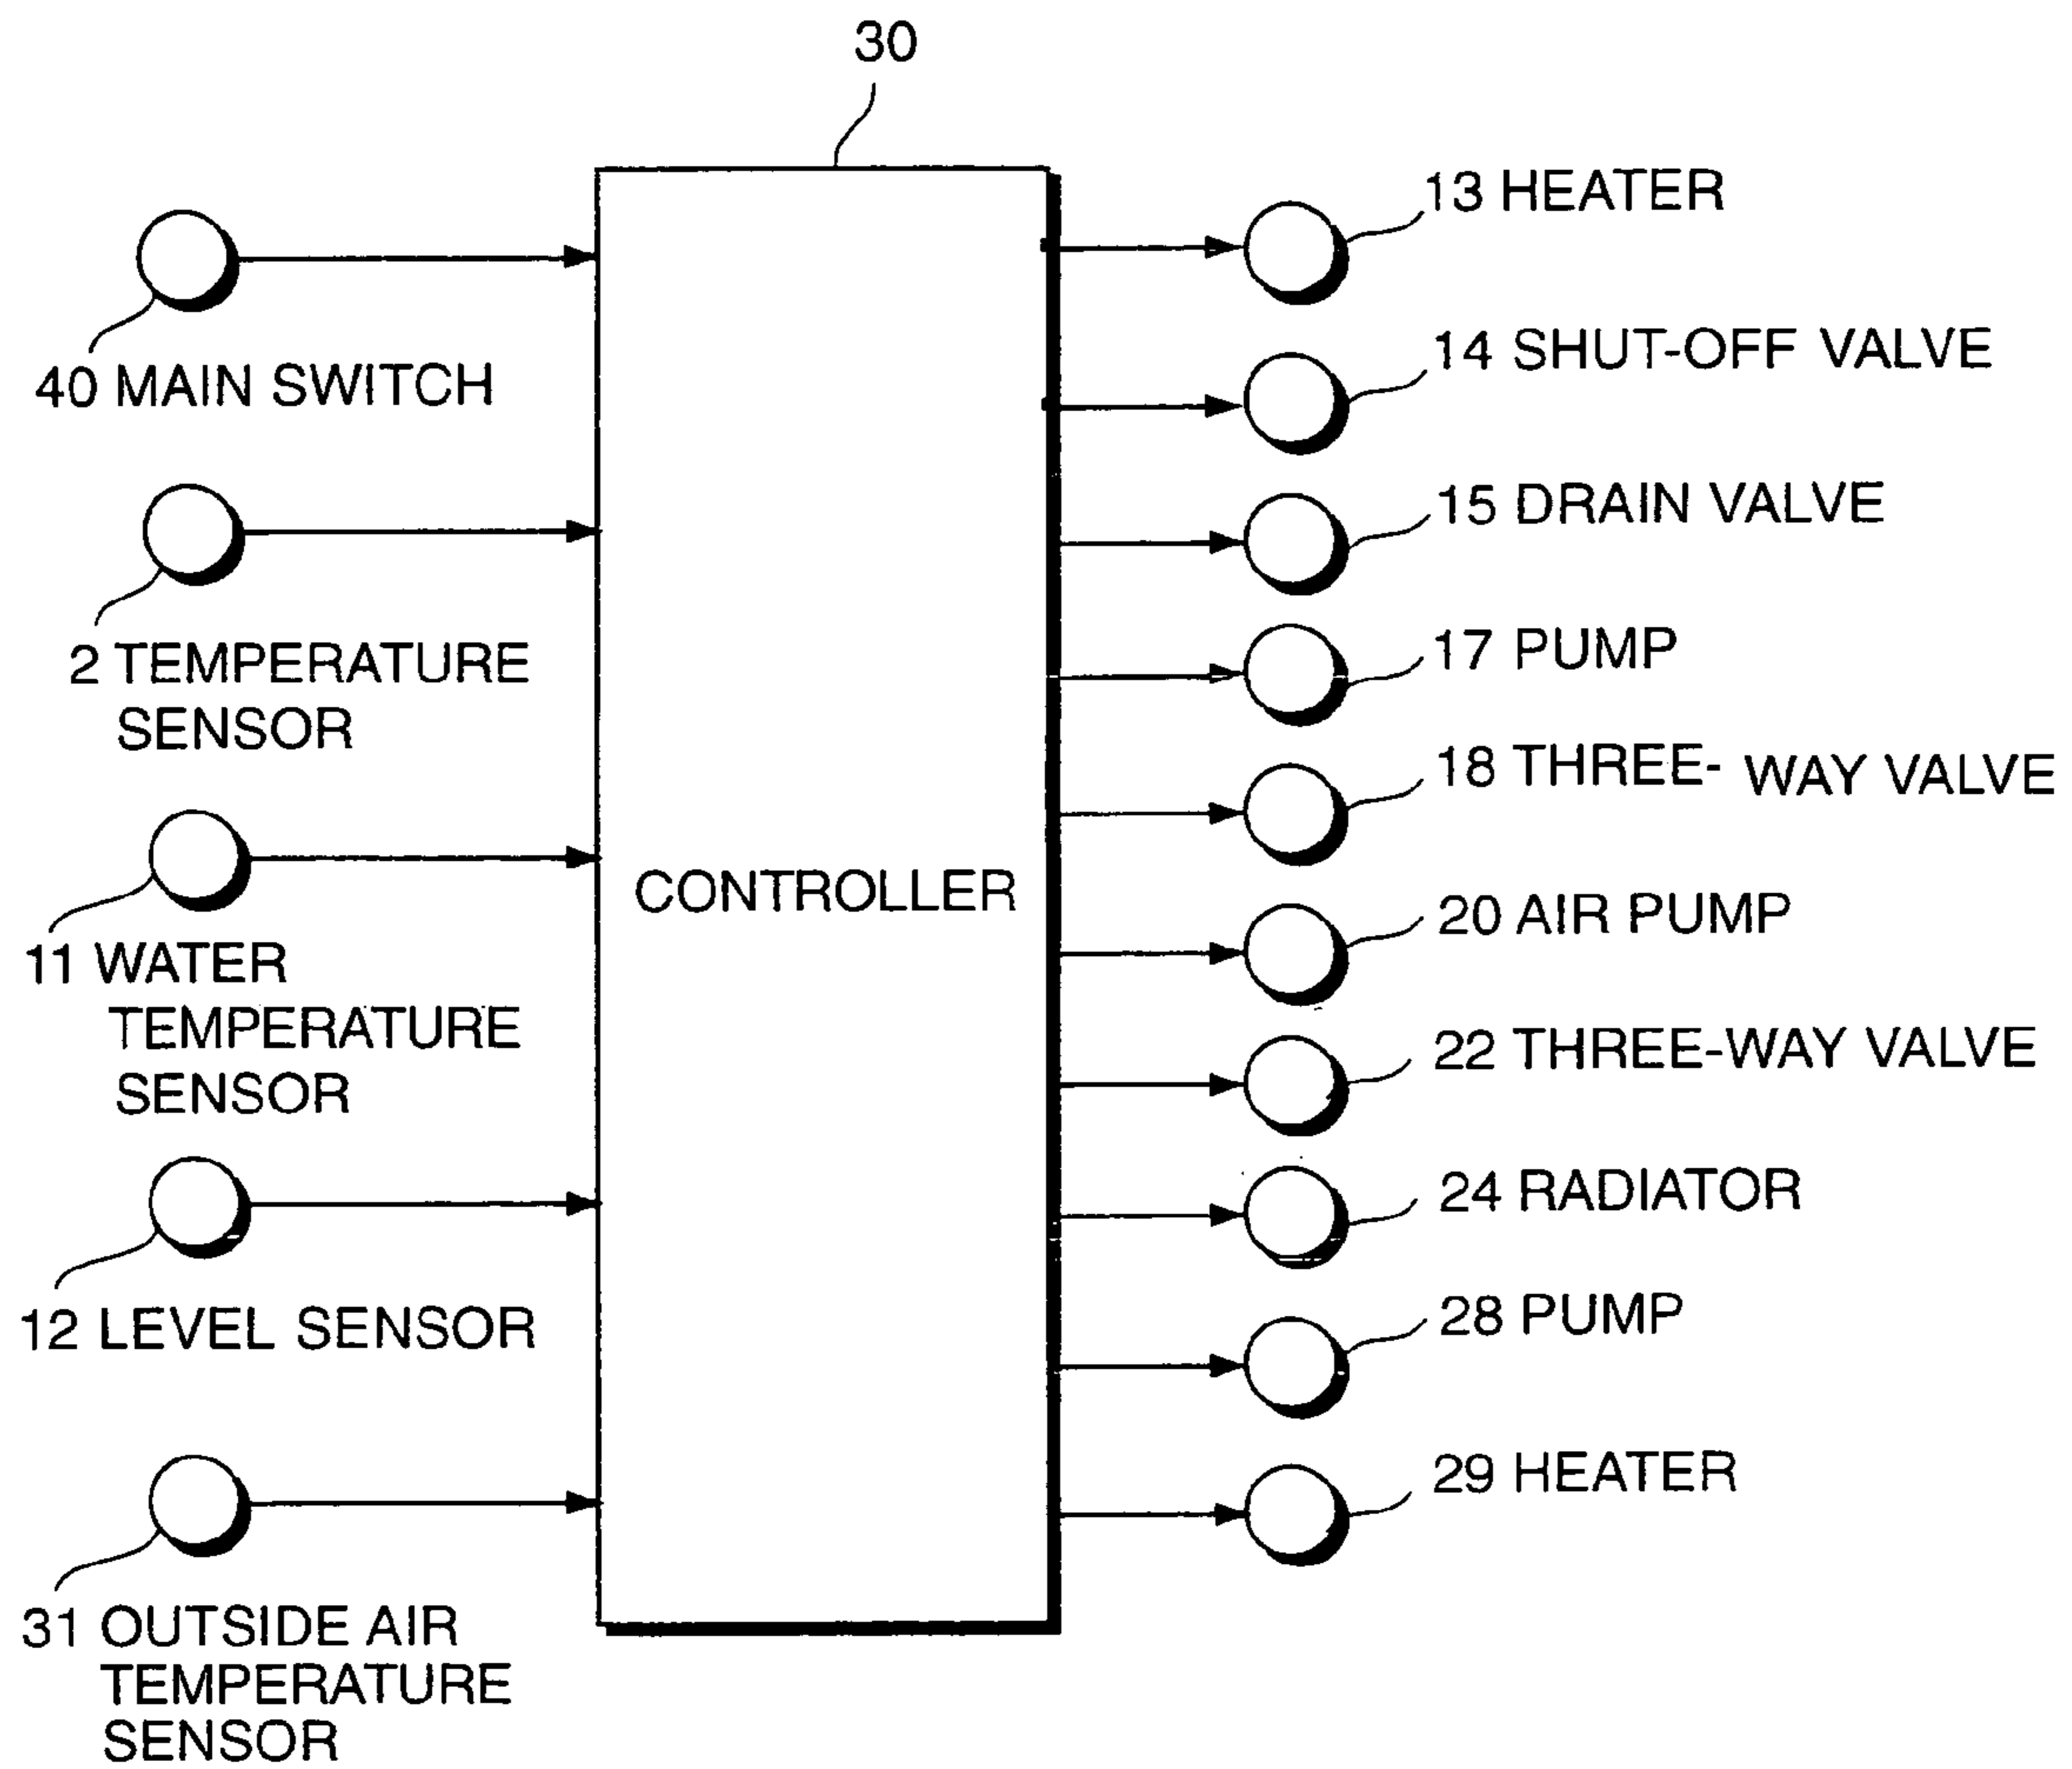 30
40 MAIN SWITCH
2 TEMPERATURE
SENSOR
11 WATER
TEMPERATURE
SENSOR
12 LEVEL SENSOR
31 OUTSIDE AIR
TEMPERATURE
SENSOR
CONTROLLER
13 HEATER
14 SHUT-OFF VALVE
15 DRAIN VALVE
17 PUMP
18 THREE- WAY VALVE
20 AIR PUMP
22 THREE-WAY VALVE
24 RADIATOR
28 PUMP
29 HEATER